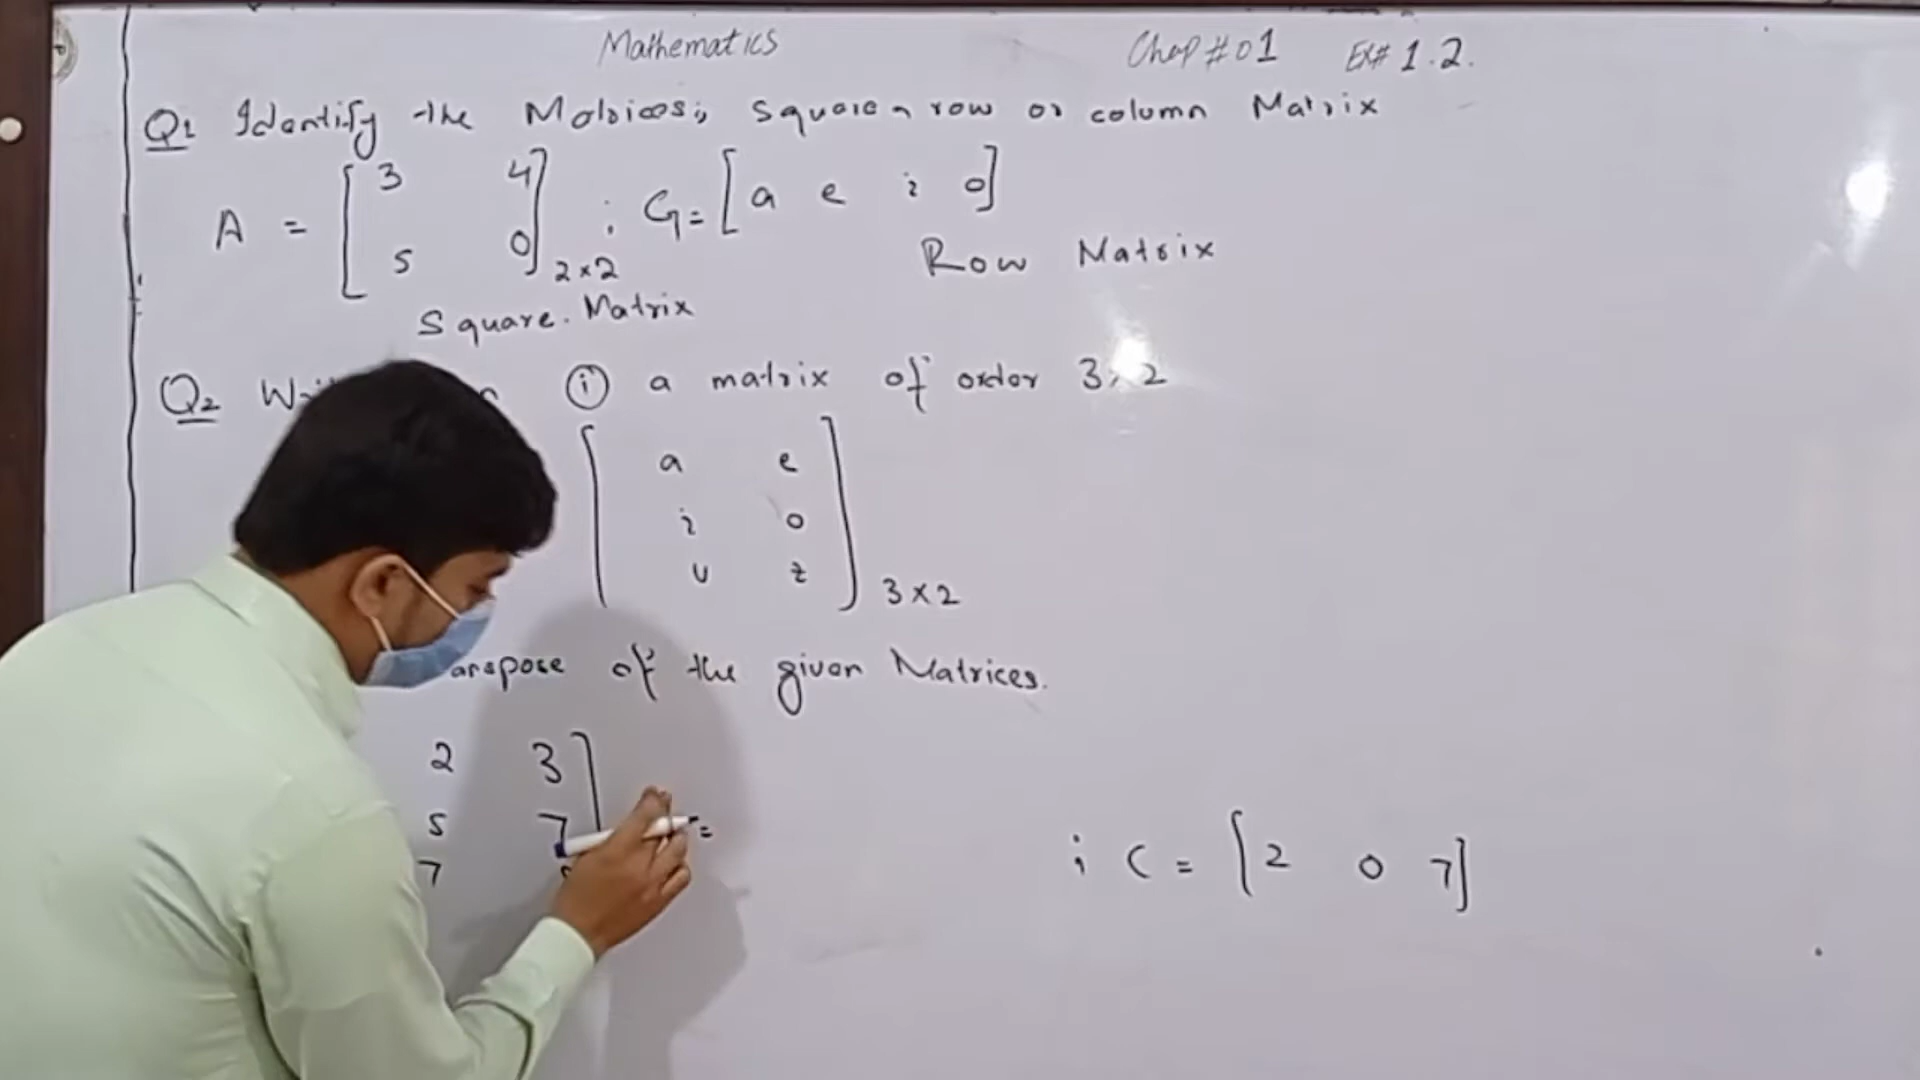 Mathematics Chap # 01 Ex# 1.2.
Q1 Identify the Matrices, square, row or column Matrix
A = [3 4
5 0] 2×2 ; G = [a e i o]
Square Matrix Row Matrix
Q2 (i) a matrix of order 3×2
[a e
i o
u z] 3×2
anspose of the given Matrices.
2 3]
5 7
7
=
; C = [2 0 7]